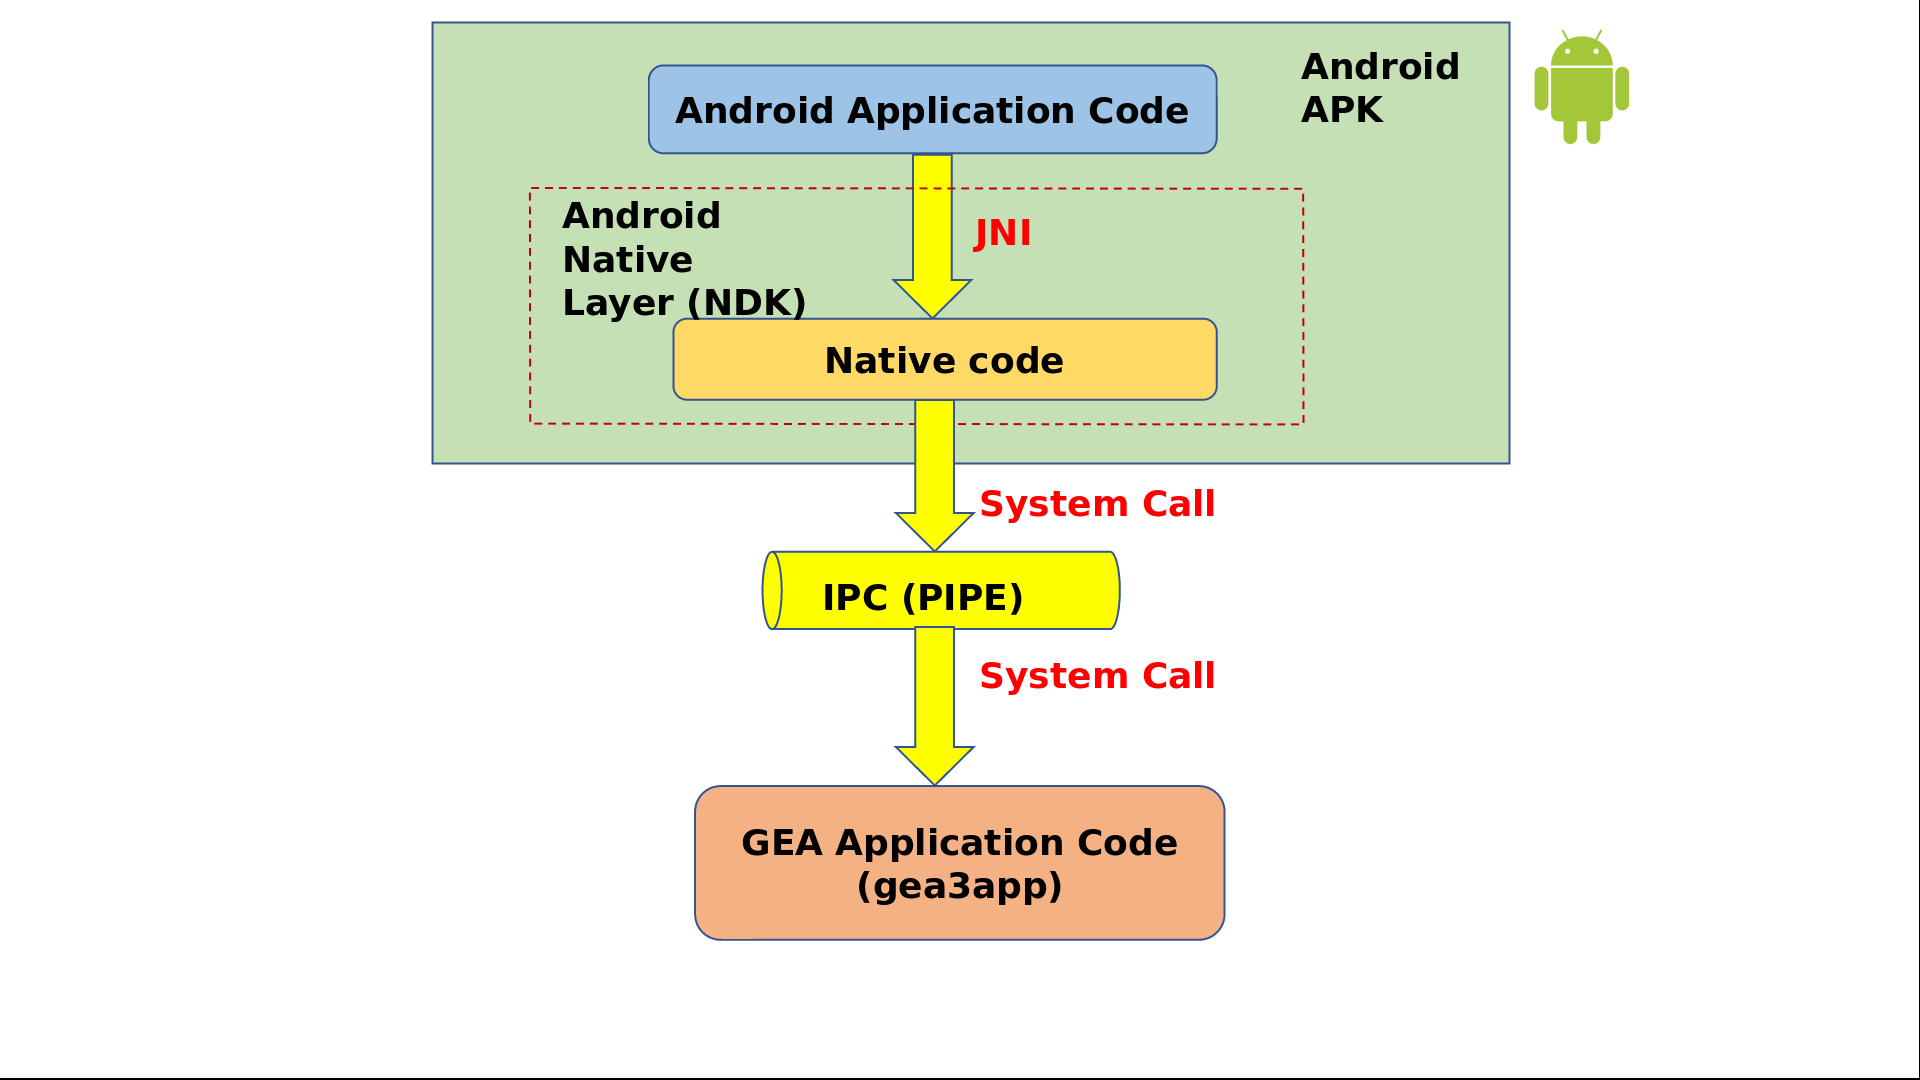 Android Application Code
Android
APK
Android
Native
Layer (NDK)
JNI
Native code
System Call
IPC (PIPE)
System Call
GEA Application Code
(gea3app)